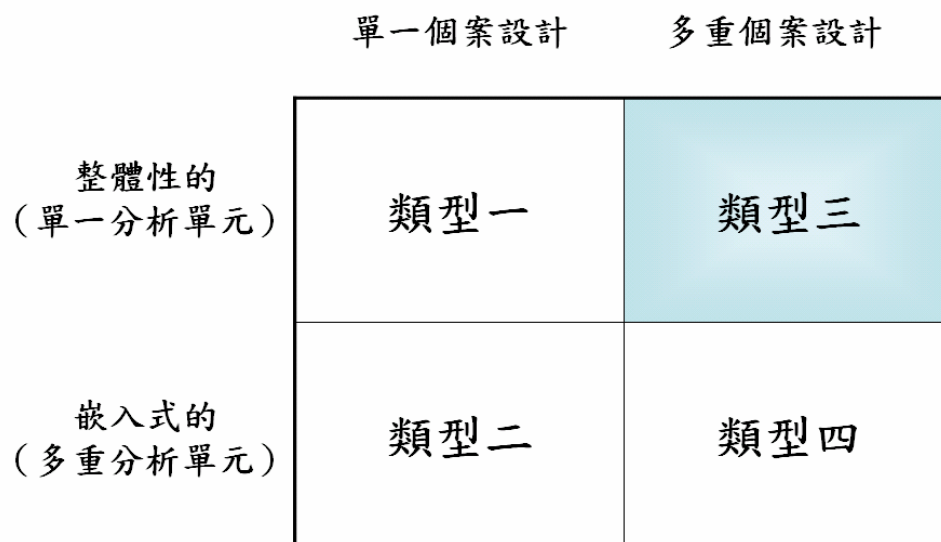 單一個案設計
多重個案設計
整體性的
（單一分析單元）
類型一
類型三
嵌入式的
（多重分析單元）
類型二
類型四